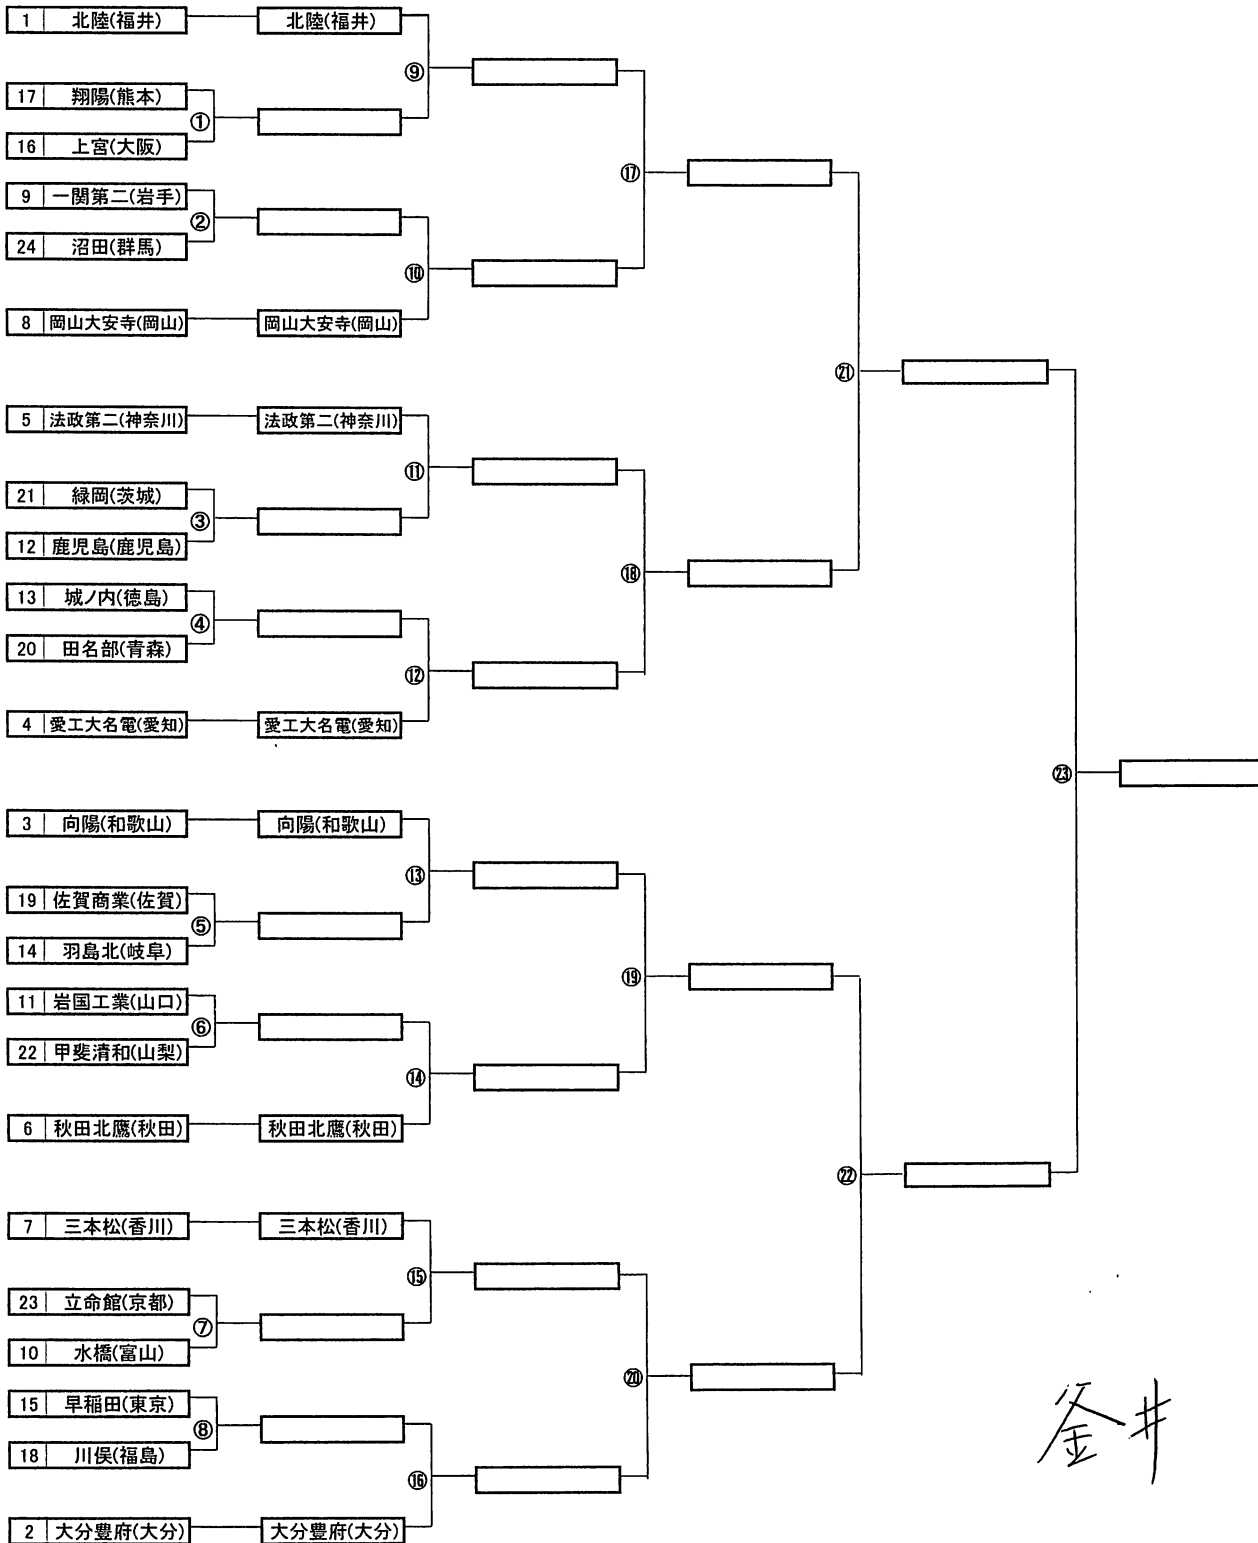 1 北陸(福井) 北陸(福井)
⑨
17 翔陽(熊本)
①
16 上宮(大阪)
⑰
9 一関第二(岩手)
②
24 沼田(群馬)
⑩
8 岡山大安寺(岡山) 岡山大安寺(岡山)
㉑
5 法政第二(神奈川) 法政第二(神奈川)
⑪
21 緑岡(茨城)
③
12 鹿児島(鹿児島)
⑱
13 城ノ内(徳島)
④
20 田名部(青森)
⑫
4 愛工大名電(愛知) 愛工大名電(愛知)
㉓
3 向陽(和歌山) 向陽(和歌山)
⑬
19 佐賀商業(佐賀)
⑤
14 羽島北(岐阜)
⑲
11 岩国工業(山口)
⑥
22 甲斐清和(山梨)
⑭
6 秋田北鷹(秋田) 秋田北鷹(秋田)
㉒
7 三本松(香川) 三本松(香川)
⑮
23 立命館(京都)
⑦
10 水橋(富山)
⑳
15 早稲田(東京)
⑧
18 川俣(福島)
⑯
2 大分豊府(大分) 大分豊府(大分)
釜井